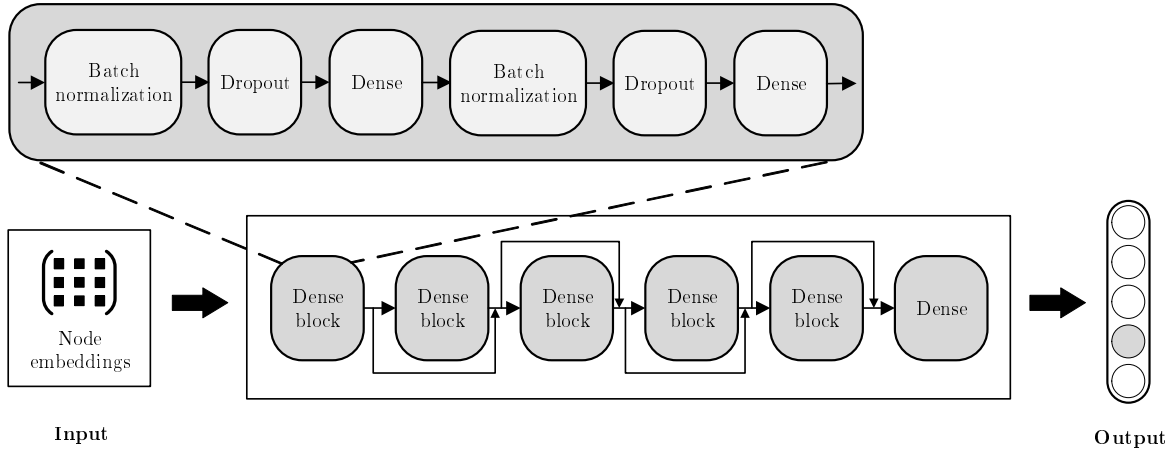 Batch
normalization
Dropout
Dense
Batch
normalization
Dropout
Dense
Node
embeddings
Dense
block
Dense
block
Dense
block
Dense
block
Dense
block
Dense
Input
Output